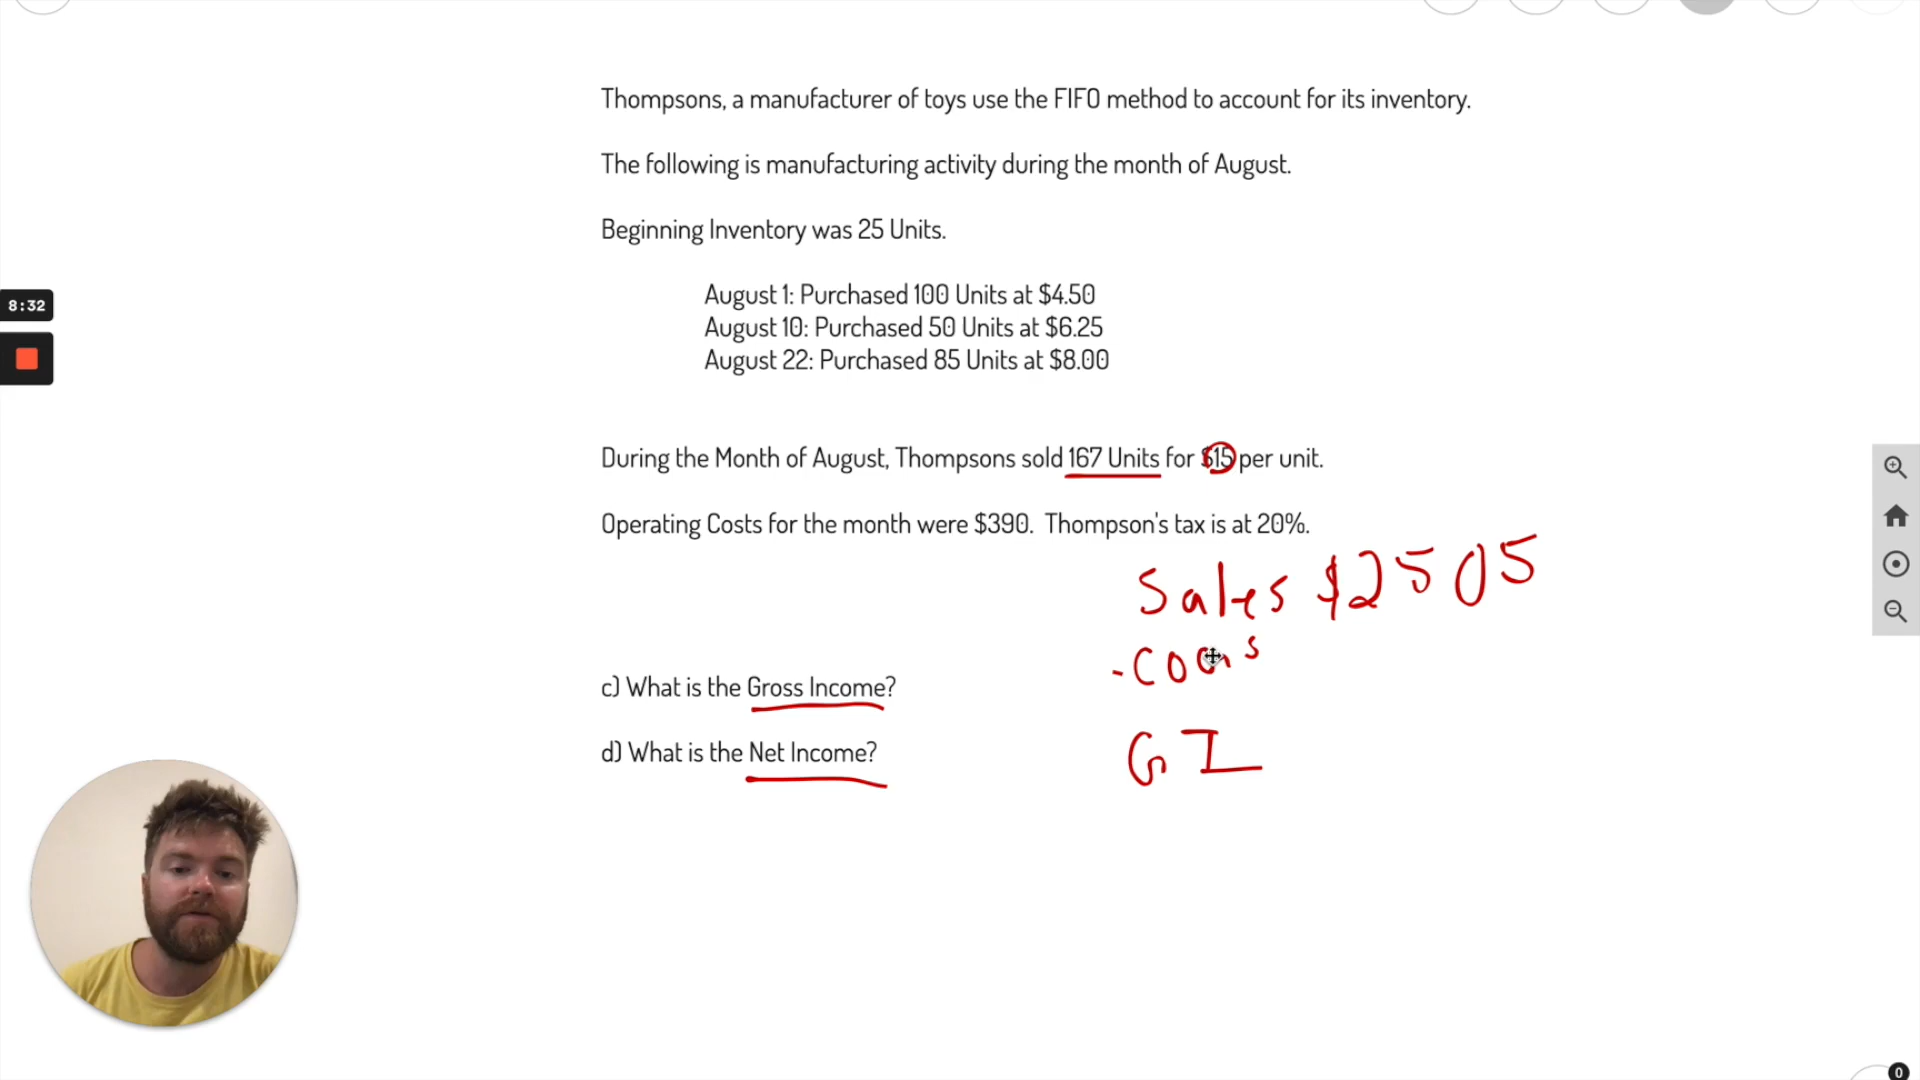 Thompsons, a manufacturer of toys use the FIFO method to account for its inventory.
The following is manufacturing activity during the month of August.
Beginning Inventory was 25 Units.
August 1: Purchased 100 Units at $4.50
August 10: Purchased 50 Units at $6.25
August 22: Purchased 85 Units at $8.00
8:32
During the Month of August, Thompsons sold 167 Units for $15 per unit.
Operating Costs for the month were $390. Thompson's tax is at 20%.
Sales $2505
- COGS
c) What is the Gross Income?
d) What is the Net Income?
GI
0